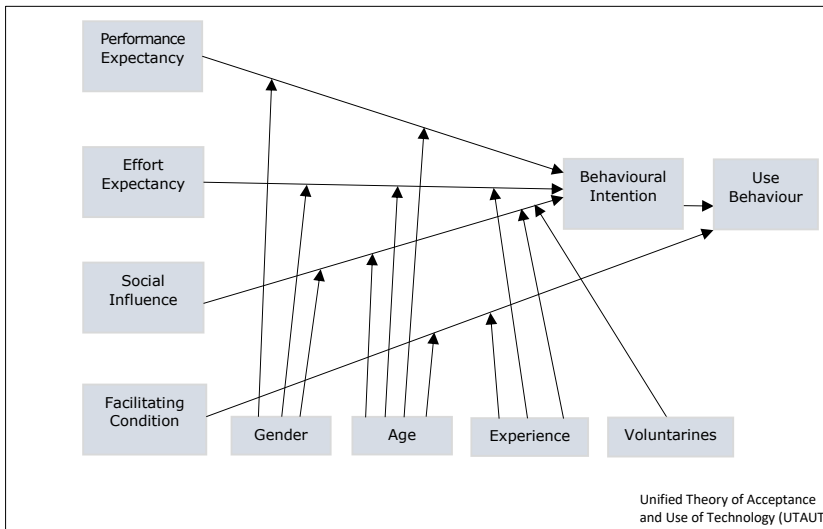 Performance
Expectancy
Effort
Expectancy
Behavioural
Intention
Use
Behaviour
Social
Influence
Facilitating
Condition
Gender
Age
Experience
Voluntarines
Unified Theory of Acceptance
and Use of Technology (UTAUT